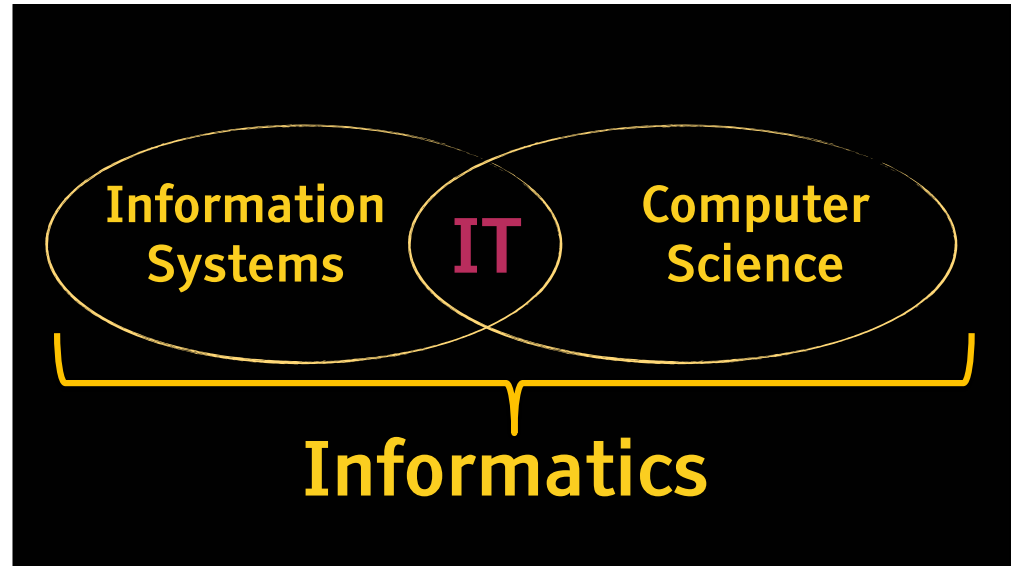 Information
Systems
IT
Computer
Science
Informatics